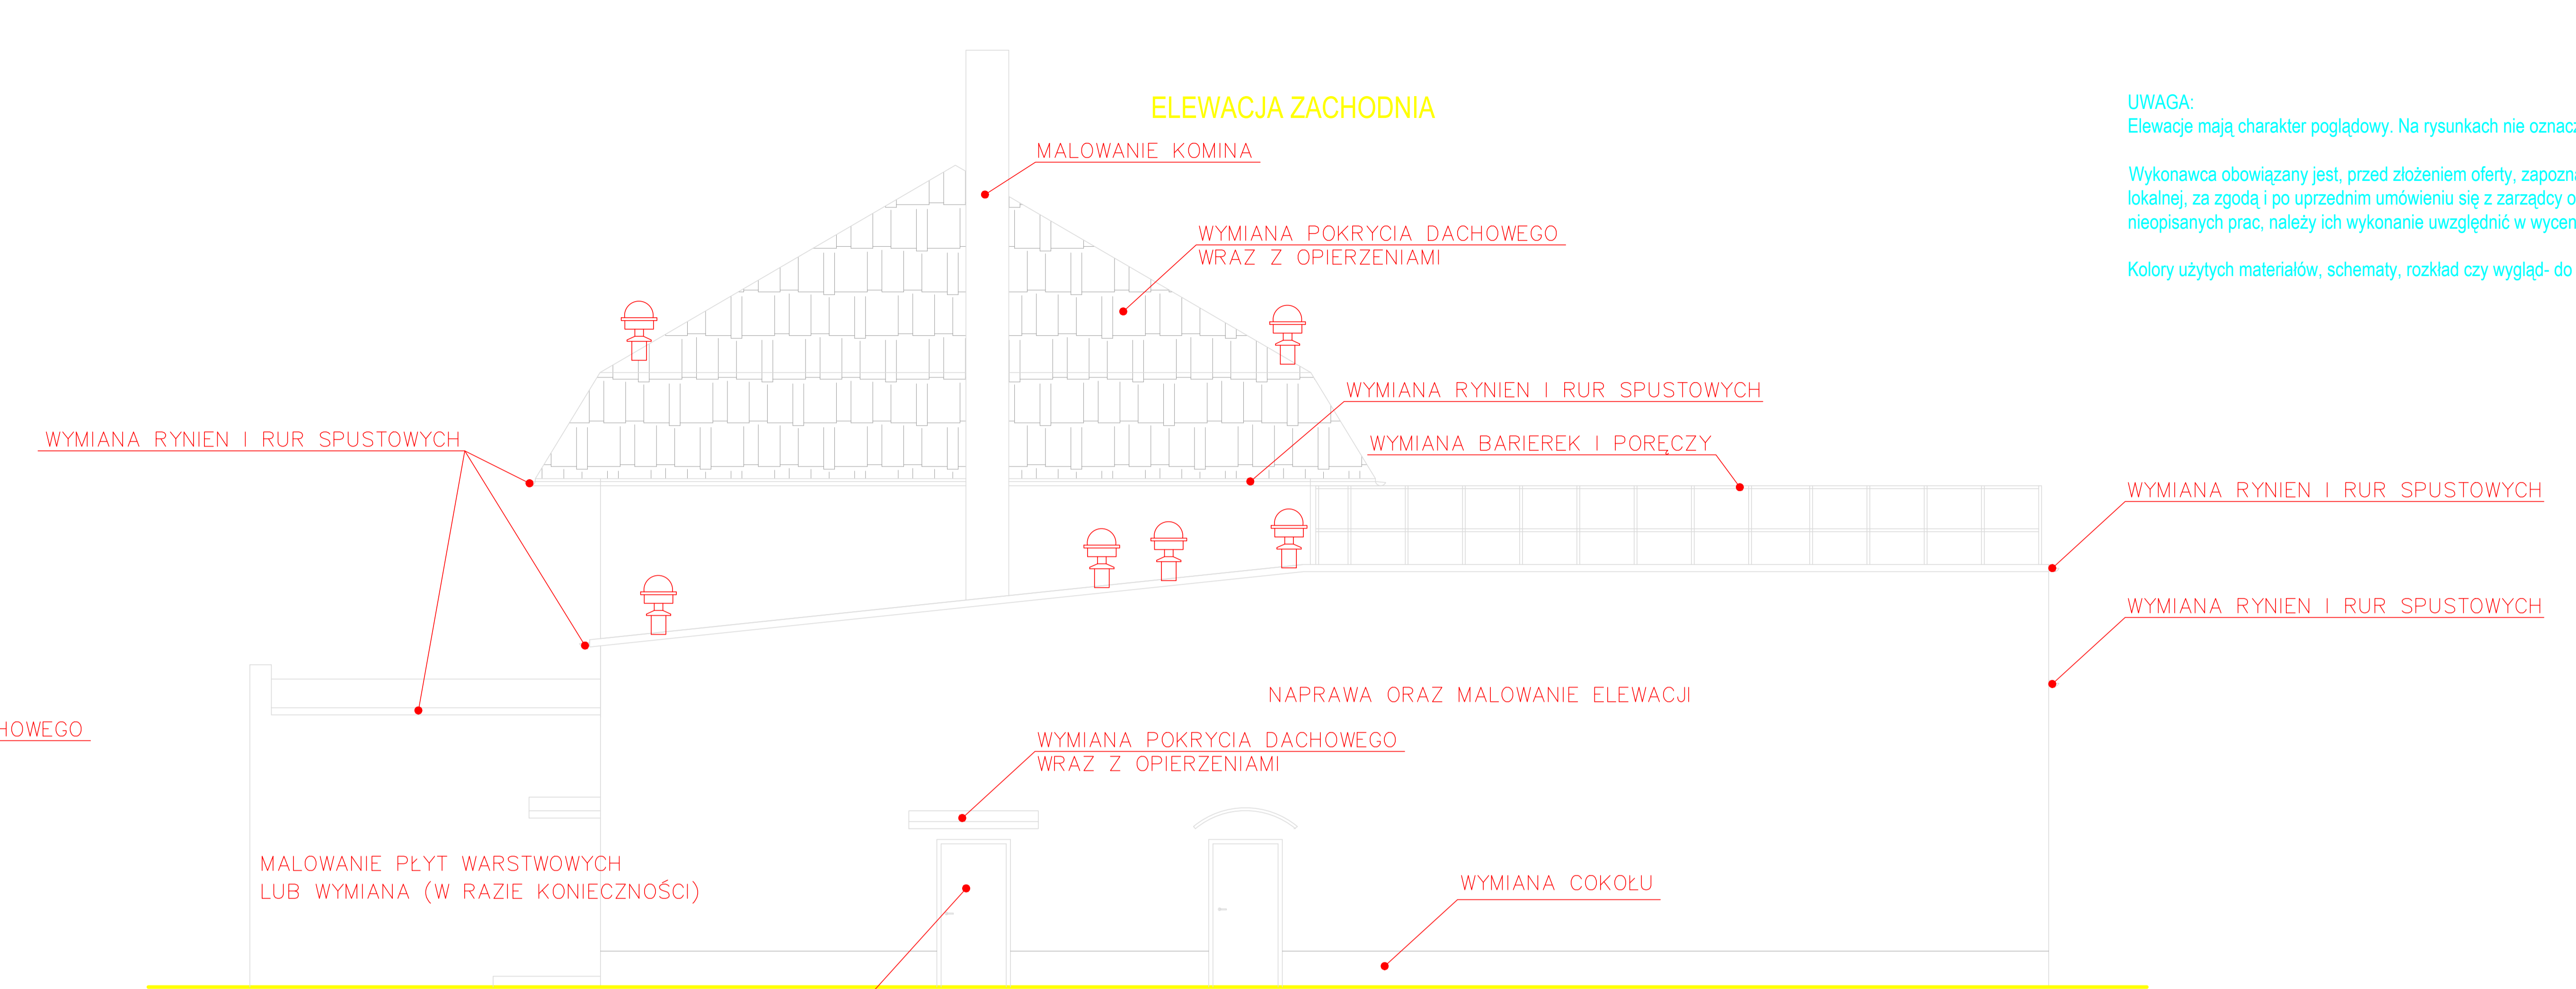 ELEWACJA ZACHODNIA
UWAGA:
Elewacje mają charakter poglądowy. Na rysunkach nie oznacz
Wykonawca obowiązany jest, przed złożeniem oferty, zapozna
lokalnej, za zgodą i po uprzednim umówieniu się z zarządcy o
nieopisanych prac, należy ich wykonanie uwzględnić w wycen
Kolory użytych materiałów, schematy, rozkład czy wygląd- do
MALOWANIE KOMINA
WYMIANA POKRYCIA DACHOWEGO
WRAZ Z OPIERZENIAMI
WYMIANA RYNIEN I RUR SPUSTOWYCH
WYMIANA RYNIEN I RUR SPUSTOWYCH
WYMIANA BARIEREK I PORĘCZY
WYMIANA RYNIEN I RUR SPUSTOWYCH
WYMIANA RYNIEN I RUR SPUSTOWYCH
NAPRAWA ORAZ MALOWANIE ELEWACJI
HOWEGO
WYMIANA POKRYCIA DACHOWEGO
WRAZ Z OPIERZENIAMI
MALOWANIE PŁYT WARSTWOWYCH
LUB WYMIANA (W RAZIE KONIECZNOŚCI)
WYMIANA COKOŁU